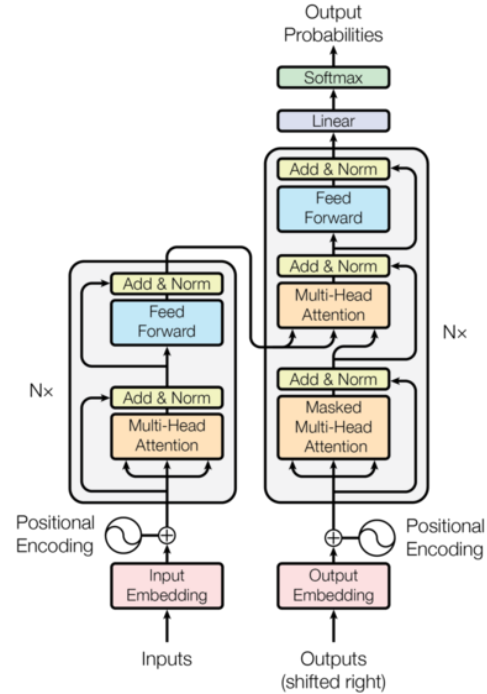 Output
Probabilities
Softmax
Linear
Add & Norm
Feed
Forward
Add & Norm
Multi-Head
Attention
Add & Norm
Masked
Multi-Head
Attention
Nx
Positional
Encoding
Output
Embedding
Outputs
(shifted right)
Add & Norm
Feed
Forward
Add & Norm
Multi-Head
Attention
Nx
Positional
Encoding
Input
Embedding
Inputs